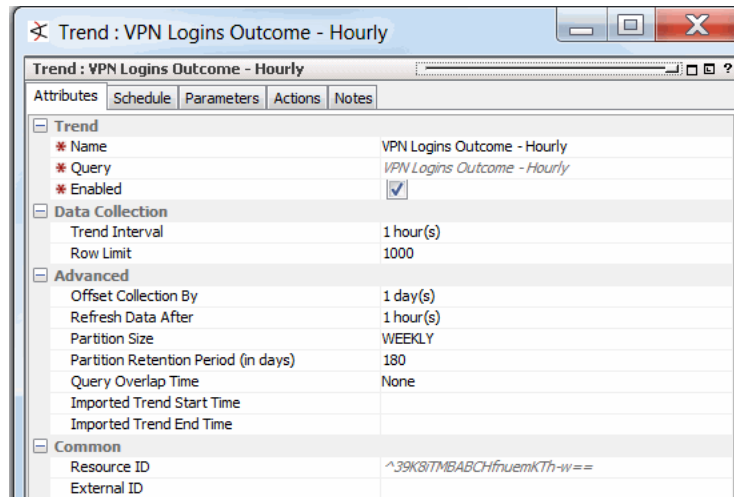 Trend : VPN Logins Outcome - Hourly
Trend : VPN Logins Outcome - Hourly
Attributes Schedule Parameters Actions Notes
Trend
* Name VPN Logins Outcome - Hourly
* Query VPN Logins Outcome - Hourly
* Enabled
Data Collection
Trend Interval 1 hour(s)
Row Limit 1000
Advanced
Offset Collection By 1 day(s)
Refresh Data After 1 hour(s)
Partition Size WEEKLY
Partition Retention Period (in days) 180
Query Overlap Time None
Imported Trend Start Time
Imported Trend End Time
Common
Resource ID ^39K8iTMBABCHfnuemKTh-w==
External ID